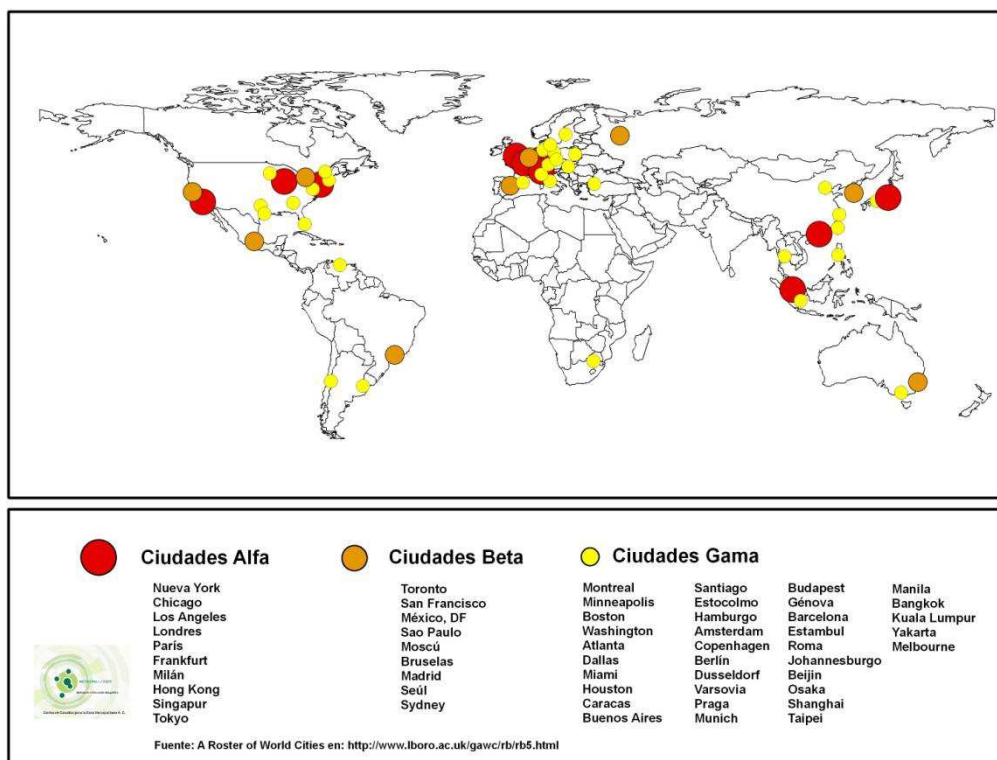 Ciudades Alfa
Nueva York
Chicago
Los Angeles
Londres
París
Frankfurt
Milán
Hong Kong
Singapur
Tokyo
Ciudades Beta
Toronto
San Francisco
México, DF
Sao Paulo
Moscú
Bruselas
Madrid
Seúl
Sydney
Ciudades Gama
Montreal
Minneapolis
Boston
Washington
Atlanta
Dallas
Miami
Houston
Caracas
Buenos Aires
Santiago
Estocolmo
Hamburgo
Amsterdam
Copenhagen
Berlín
Dusseldorf
Varsovia
Praga
Munich
Budapest
Génova
Barcelona
Estambul
Roma
Johannesburgo
Beijin
Osaka
Shanghai
Taipei
Manila
Bangkok
Kuala Lumpur
Yakarta
Melbourne
Fuente: A Roster of World Cities en: http://www.lboro.ac.uk/gawc/rb/rb5.html